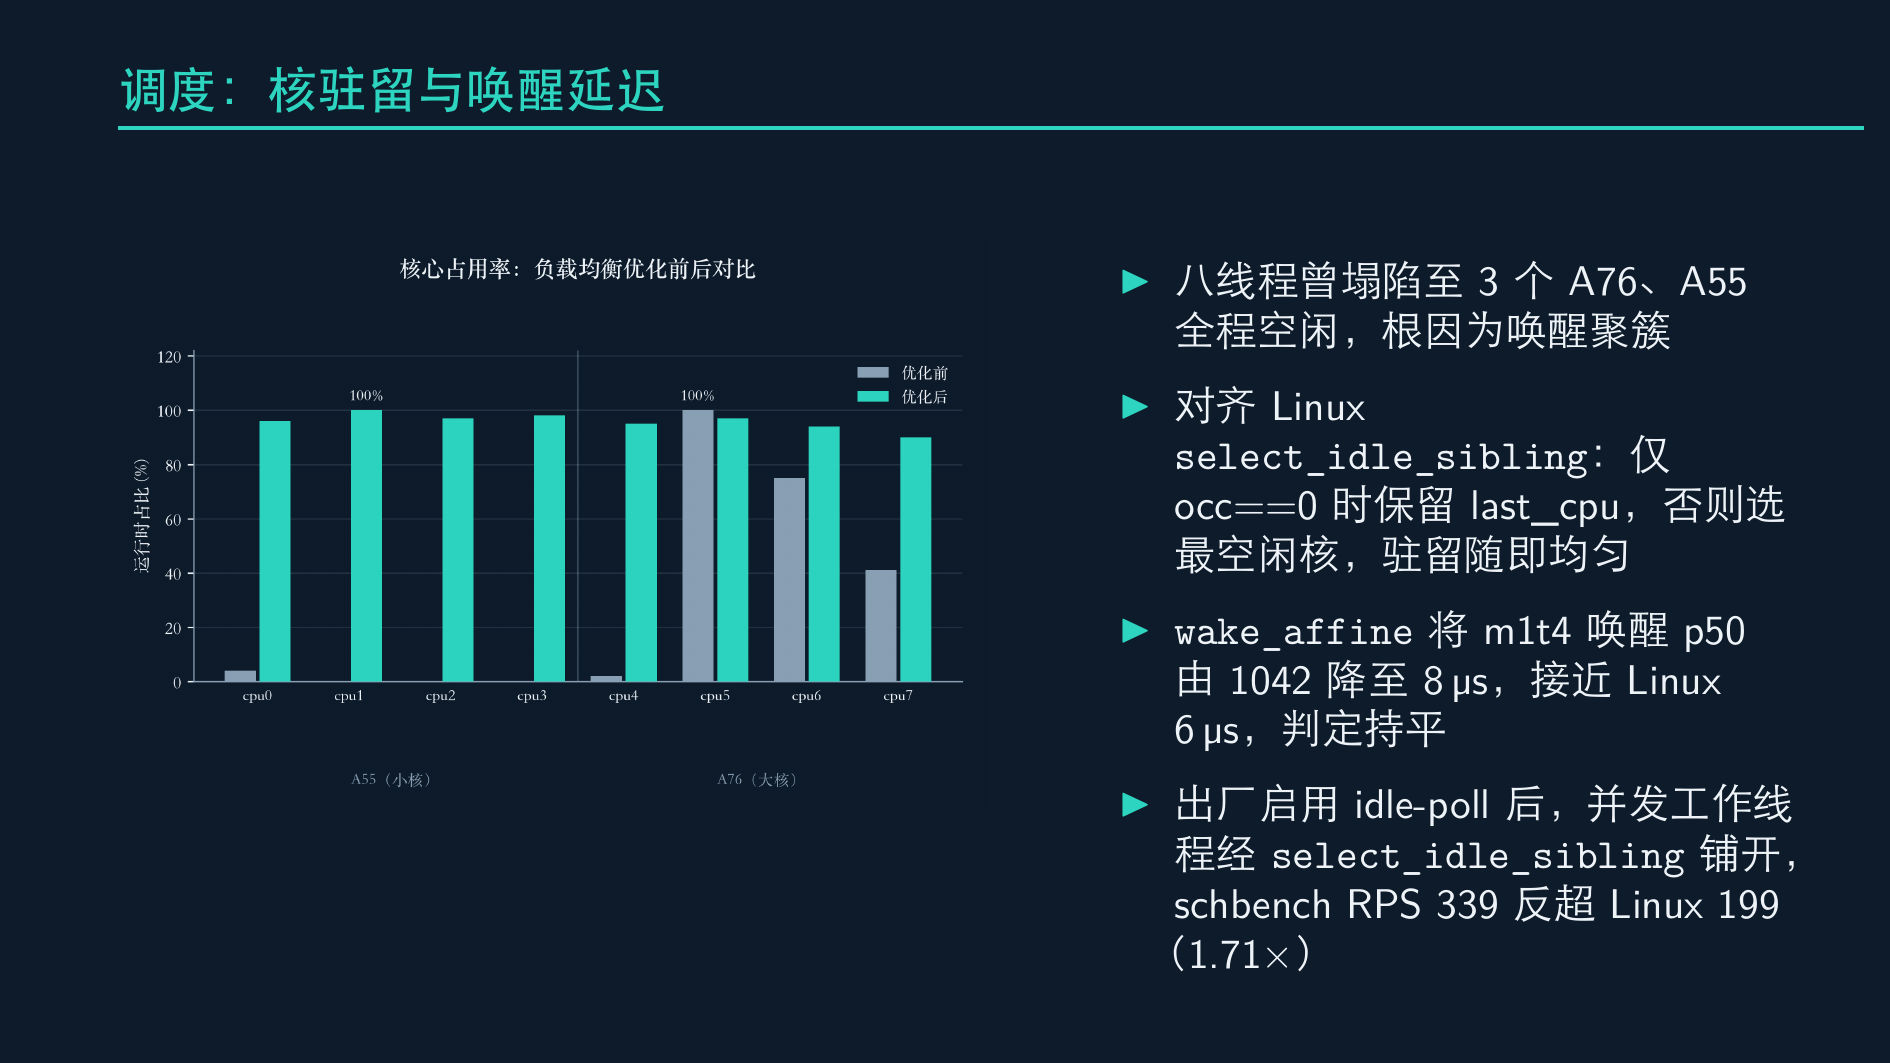 调度：核驻留与唤醒延迟
核心占用率：负载均衡优化前后对比
120
100
80
60
40
20
0
运行时占比 (%)
100%
100%
优化前
优化后
cpu0
cpu1
cpu2
cpu3
cpu4
cpu5
cpu6
cpu7
A55（小核）
A76（大核）
八线程曾塌陷至 3 个 A76、A55
全程空闲，根因为唤醒聚簇
对齐 Linux
select_idle_sibling：仅
occ==0 时保留 last_cpu，否则选
最空闲核，驻留随即均匀
wake_affine 将 m1t4 唤醒 p50
由 1042 降至 8 µs，接近 Linux
6 µs，判定持平
出厂启用 idle-poll 后，并发工作线
程经 select_idle_sibling 铺开，
schbench RPS 339 反超 Linux 199
（1.71×）